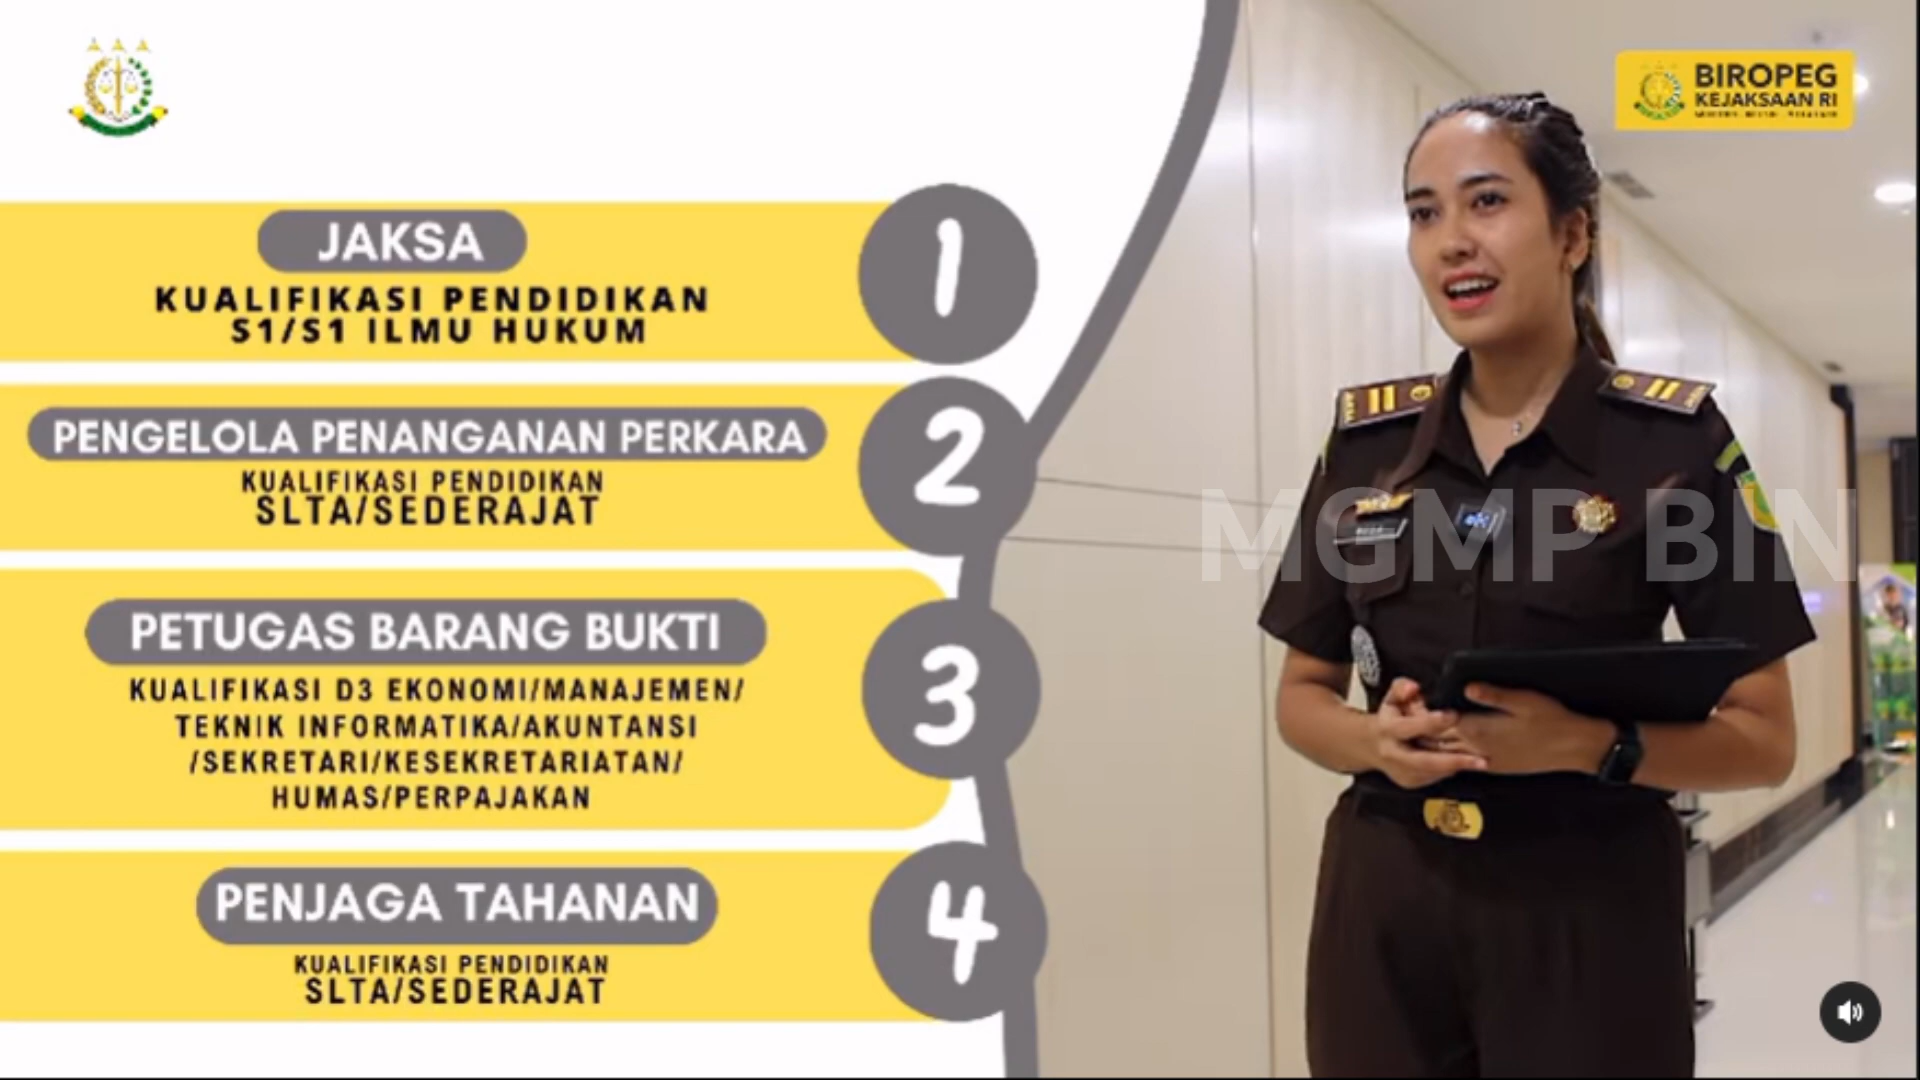 BIROPEG
KEJAKSAAN RI
JAKSA
KUALIFIKASI PENDIDIKAN
S1/S1 ILMU HUKUM
1
PENGELOLA PENANGANAN PERKARA
KUALIFIKASI PENDIDIKAN
SLTA/SEDERAJAT
2
PETUGAS BARANG BUKTI
KUALIFIKASI D3 EKONOMI/MANAJEMEN/
TEKNIK INFORMATIKA/AKUNTANSI
/SEKRETARI/KESEKRETARIATAN/
HUMAS/PERPAJAKAN
3
PENJAGA TAHANAN
KUALIFIKASI PENDIDIKAN
SLTA/SEDERAJAT
4
MGMP BIN